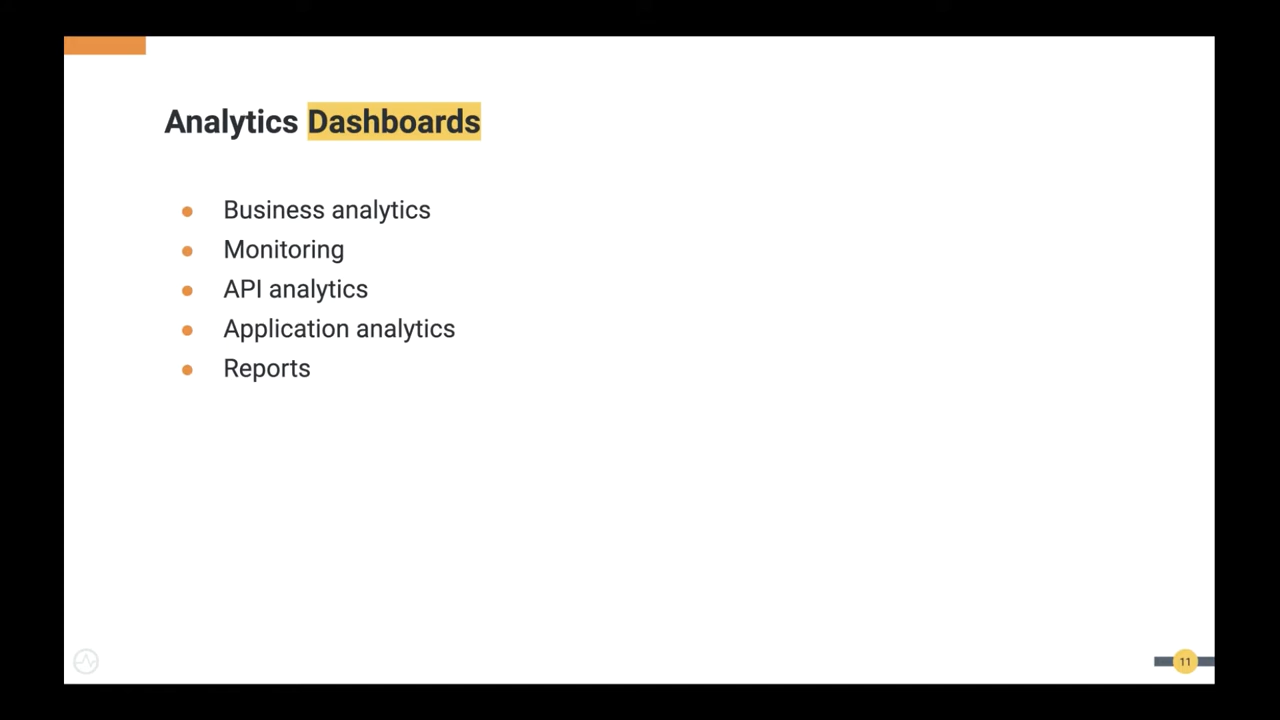 Analytics Dashboards
Business analytics
Monitoring
API analytics
Application analytics
Reports
11